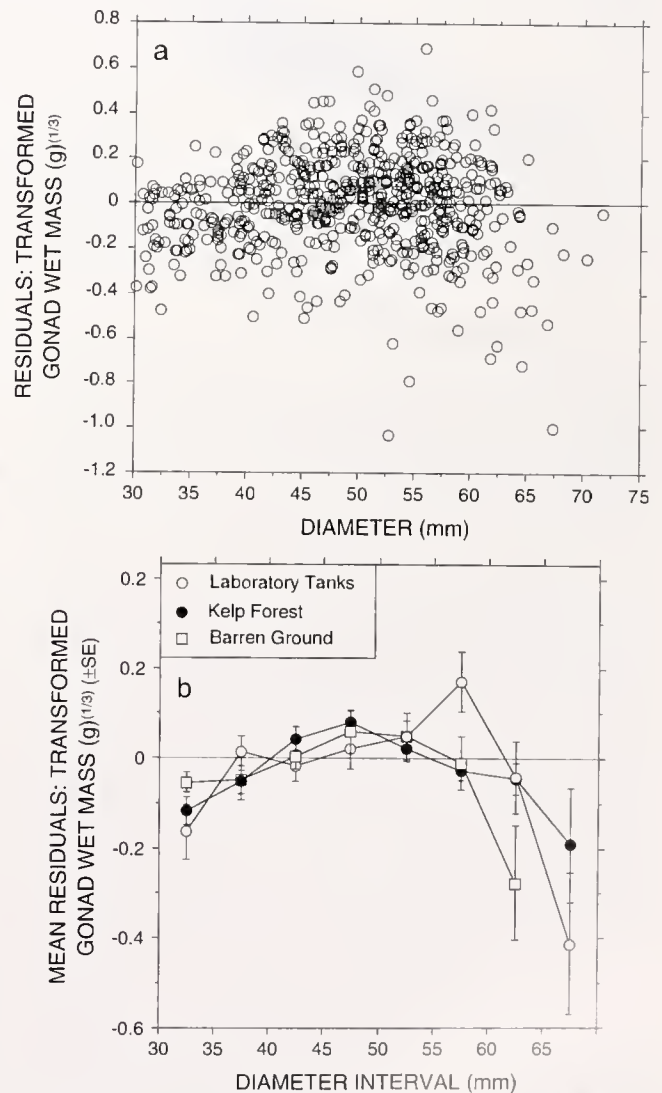 RESIDUALS: TRANSFORMED
GONAD WET MASS (g)(1/3)
a
0.8
0.6
0.4
0.2
0
-0.2
-0.4
-0.6
-0.8
-1.0
-1.2
30 35 40 45 50 55 60 65 70 75
DIAMETER (mm)
MEAN RESIDUALS: TRANSFORMED
GONAD WET MASS (g)(1/3) (±SE)
Laboratory Tanks
Kelp Forest
Barren Ground
b
0.2
0.2
0
-0.2
-0.4
-0.6
30 35 40 45 50 55 60 65
DIAMETER INTERVAL (mm)